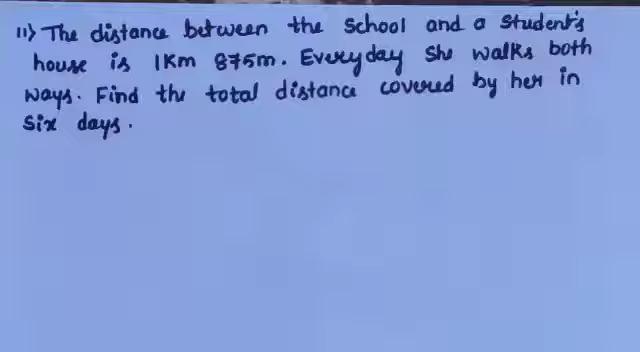 11) The distance between the school and a student's
house is 1Km 875m. Everyday she walks both
ways. Find the total distance covered by her in
six days.